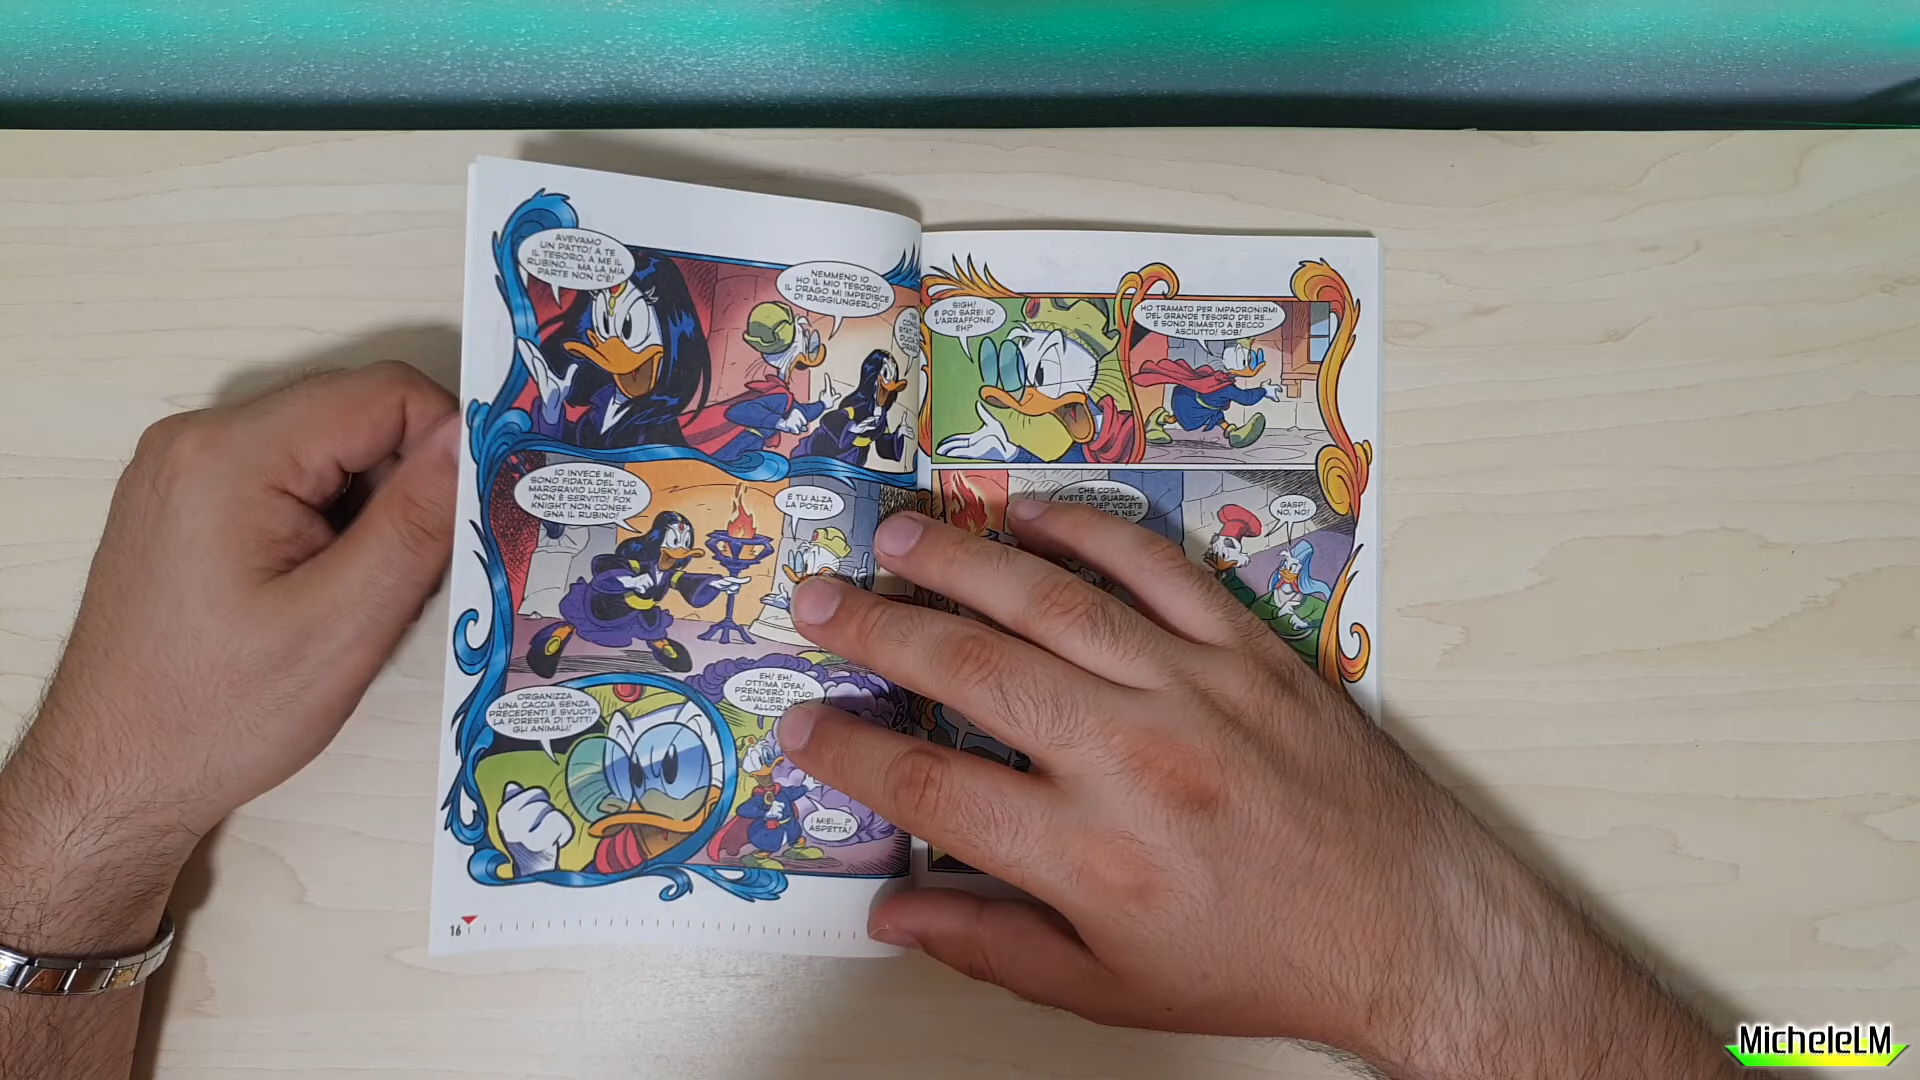 AVEVAMO
UN PATTO! A TE
IL TESORO, A ME IL
RUBINO... MA LA MIA
PARTE NON C'È!
NEMMENO IO
HO IL MIO TESORO!
IL DRAGO MI IMPEDISCE
DI RAGGIUNGERLO!
IO INVECE MI
SONO FIDATA DEL TUO
MARGRAVIO LUSKY, MA
NON È SERVITO! FOX
KNIGHT NON CONSE-
GNA IL RUBINO!
E TU ALZA
LA POSTA!
ORGANIZZA
UNA CACCIA SENZA
PRECEDENTI E SVUOTA
LA FORESTA DI TUTTI
GLI ANIMALI!
EH! EH!
OTTIMA IDEA!
PRENDERÒ I TUOI
CAVALIERI
I MIEI... ?
ASPETTA!
16
SIGH!
E POI SAREI IO
L'ARRAFFONE,
EH?
HO TRAMATO PER IMPADRONIRMI
DEL GRANDE TESORO DEI RE...
E SONO RIMASTO A BECCO
ASCIUTTO! SOB!
CHE COSA
AVETE DA GUARDA-
VOLETE
GASP!
NO, NO!
MicheleLM